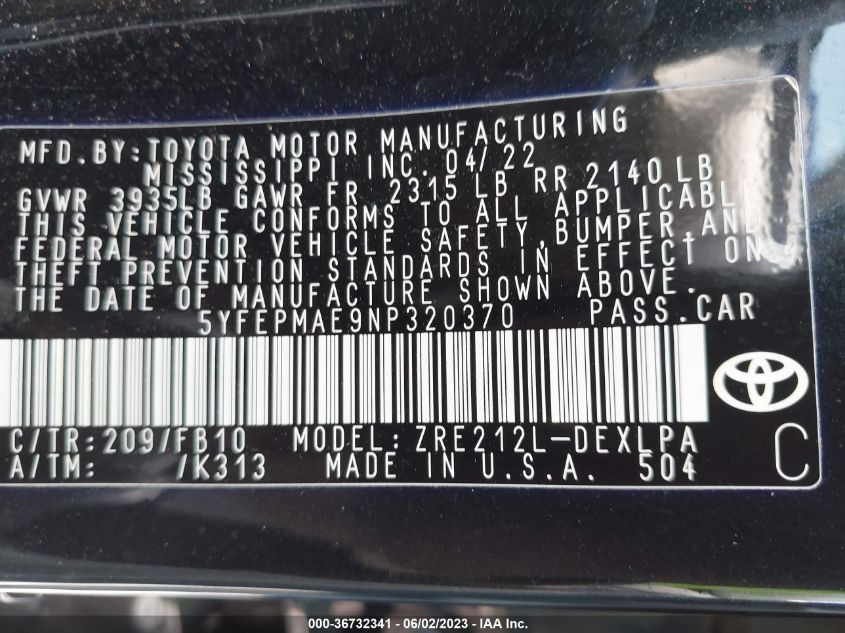 MFD.BY:TOYOTA MOTOR MANUFACTURING
MISSISSIPPI INC. 04/22
GVWR 3935LB GAWR FR 2315 LB RR 2140 LB
THIS VEHICLE CONFORMS TO ALL APPLICABLE
FEDERAL MOTOR VEHICLE SAFETY,BUMPER,AND
THEFT PREVENTION STANDARDS IN EFFECT ON
THE DATE OF MANUFACTURE SHOWN ABOVE.
5YFEPMAE9NP320370 PASS.CAR
C/TR:209/FB10 MODEL:ZRE212L-DEXLPA
A/TM: /K313 MADE IN U.S.A. 504
C
000-36732341 - 06/02/2023 - IAA Inc.